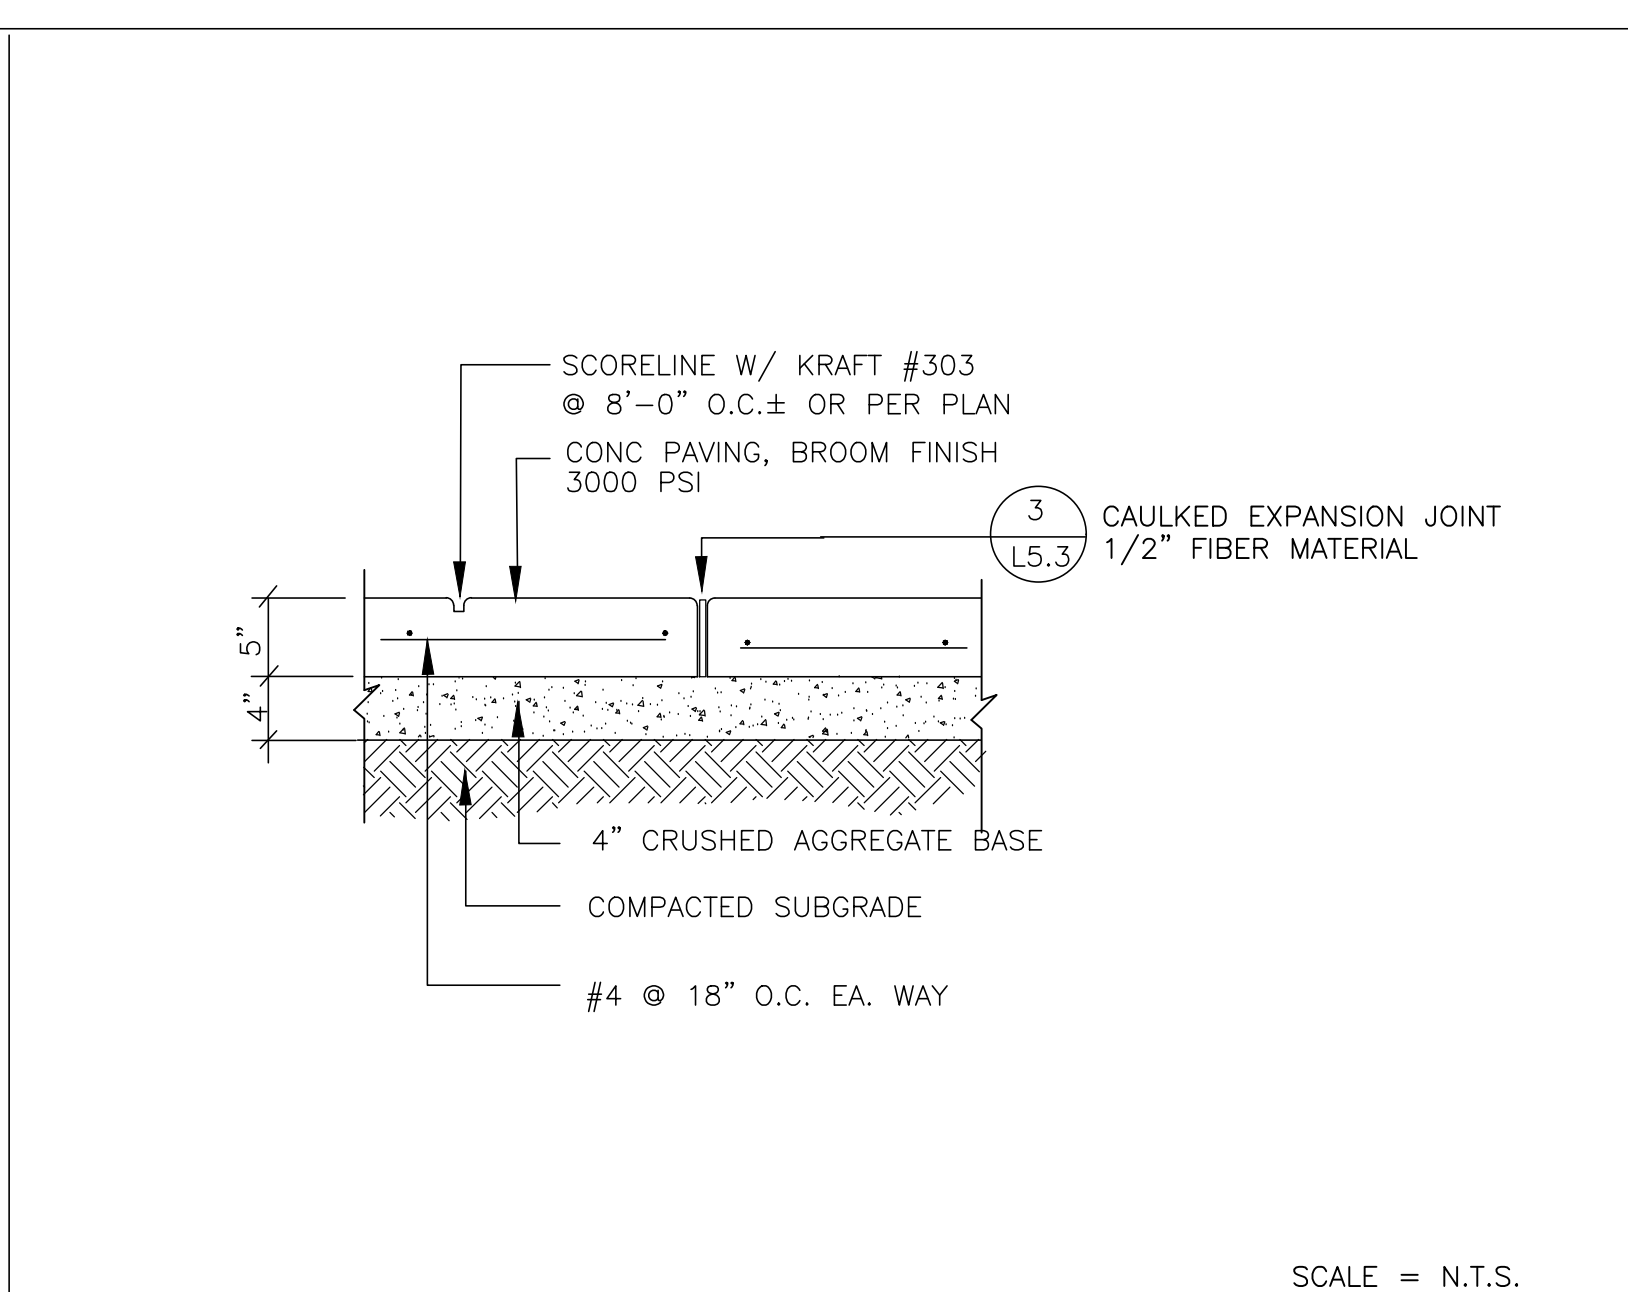 SCORELINE W/ KRAFT #303
@ 8'-0" O.C.± OR PER PLAN
CONC PAVING, BROOM FINISH
3000 PSI
3
L5.3
CAULKED EXPANSION JOINT
1/2" FIBER MATERIAL
5"
4"
4" CRUSHED AGGREGATE BASE
COMPACTED SUBGRADE
#4 @ 18" O.C. EA. WAY
SCALE = N.T.S.